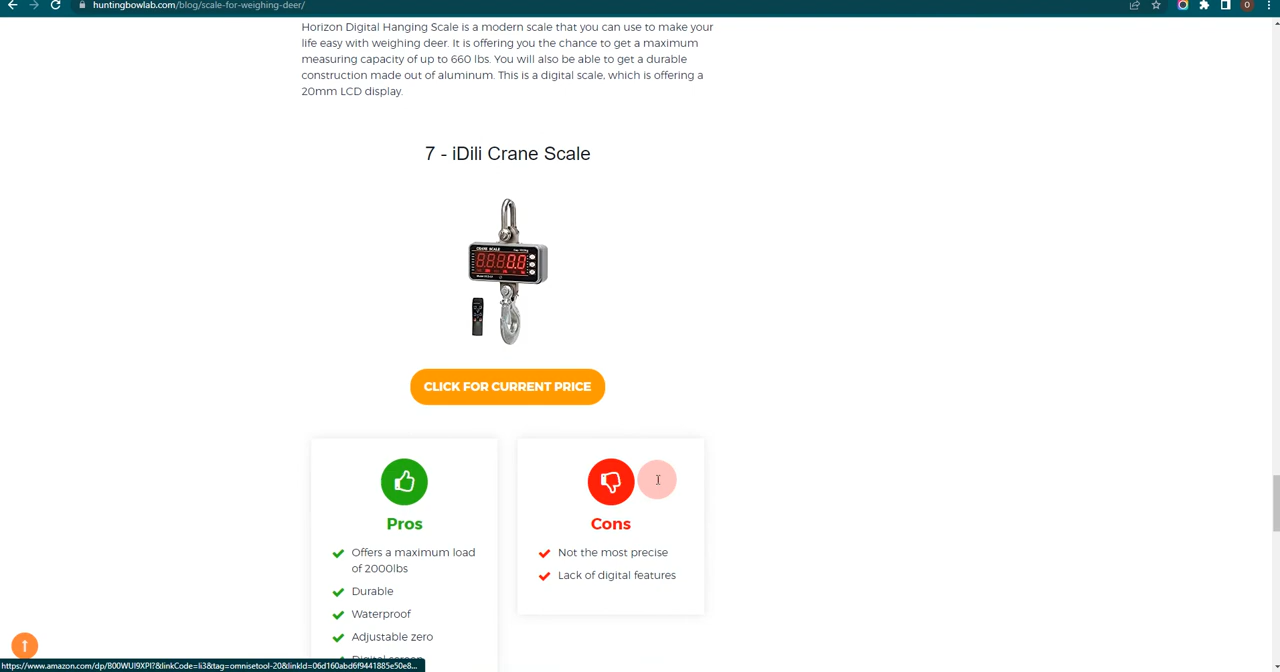 huntingbowlab.com/blog/scale-for-weighing-deer/
Horizon Digital Hanging Scale is a modern scale that you can use to make your
life easy with weighing deer. It is offering you the chance to get a maximum
measuring capacity of up to 660 lbs. You will also be able to get a durable
construction made out of aluminum. This is a digital scale, which is offering a
20mm LCD display.
7 - iDili Crane Scale
CRANE SCALE
CLICK FOR CURRENT PRICE
Pros
Offers a maximum load
of 2000lbs
Durable
Waterproof
Adjustable zero
Digital screen
Cons
Not the most precise
Lack of digital features
https://www.amazon.com/dp/B00WUI9XPI?&linkCode=li3&tag=omnisetool-20&linkId=06d160abd6f9441885e50e8...